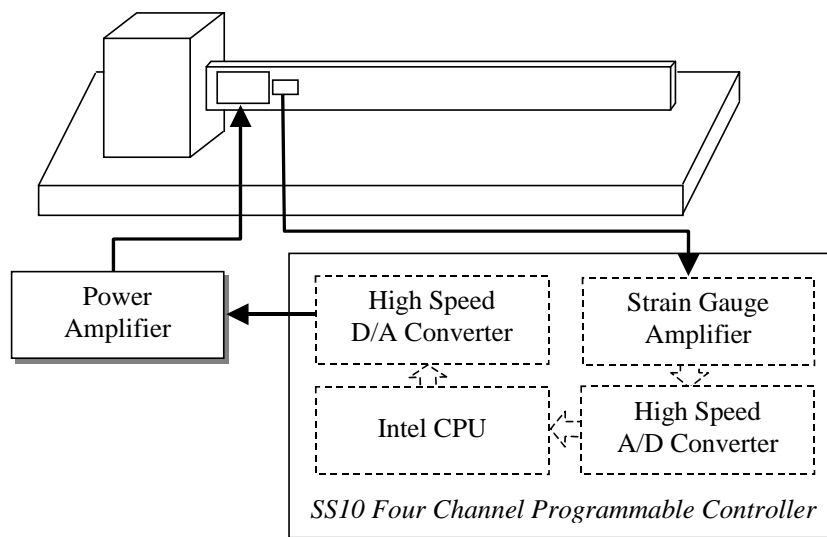 Power
Amplifier
High Speed
D/A Converter
Strain Gauge
Amplifier
Intel CPU
High Speed
A/D Converter
SS10 Four Channel Programmable Controller